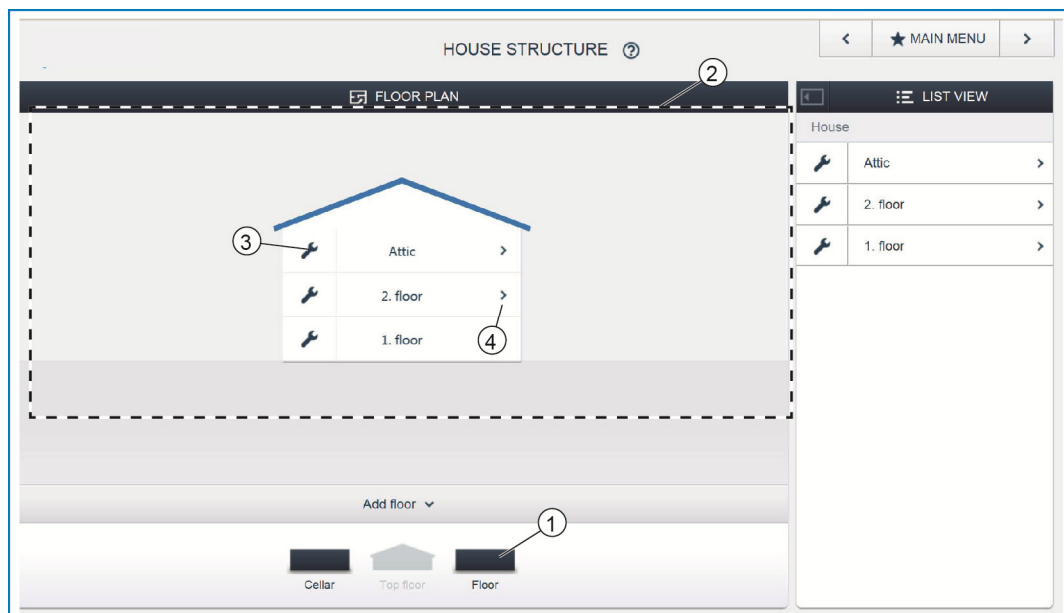 HOUSE STRUCTURE ?
MAIN MENU
2
FLOOR PLAN
LIST VIEW
House
Attic
2. floor
1. floor
3
Attic
2. floor
1. floor
4
Add floor
1
Cellar
Top floor
Floor